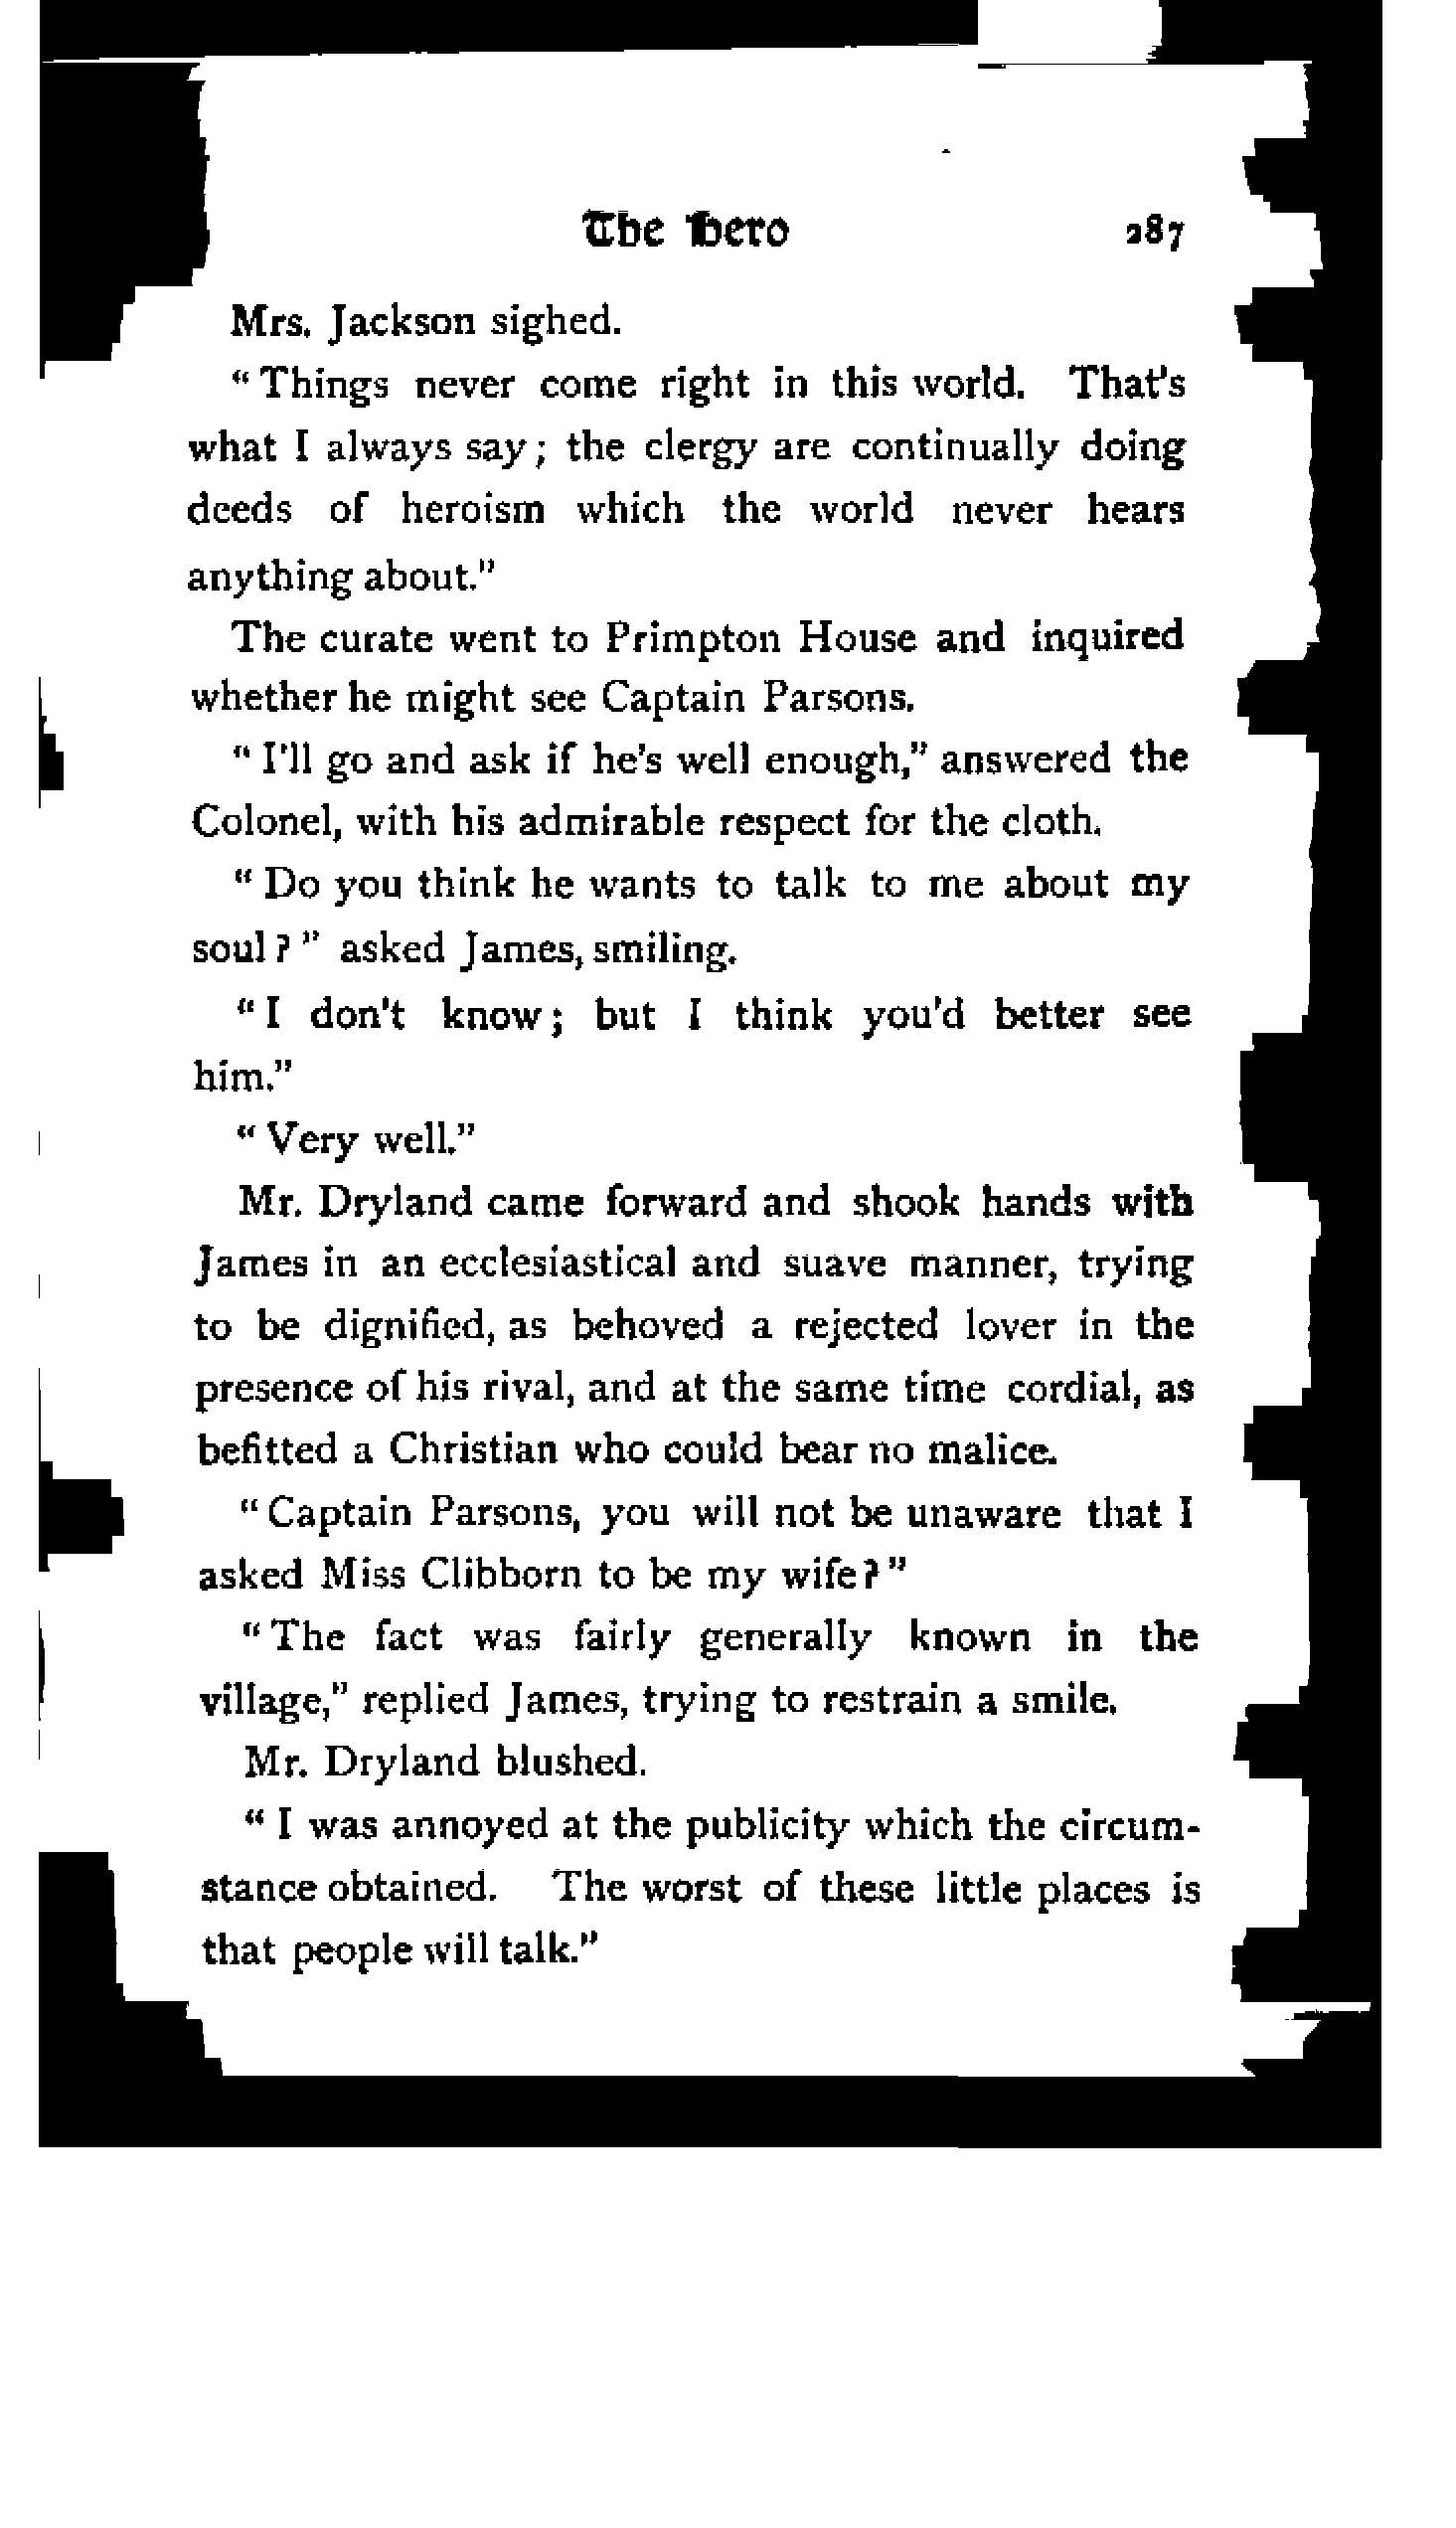 The Hero 287
Mrs. Jackson sighed.
“Things never come right in this world. That’s
what I always say; the clergy are continually doing
deeds of heroism which the world never hears
anything about.”
The curate went to Primpton House and inquired
whether he might see Captain Parsons.
“I’ll go and ask if he’s well enough,” answered the
Colonel, with his admirable respect for the cloth.
“Do you think he wants to talk to me about my
soul?” asked James, smiling.
“I don’t know; but I think you’d better see
him.”
“Very well.”
Mr. Dryland came forward and shook hands with
James in an ecclesiastical and suave manner, trying
to be dignified, as behoved a rejected lover in the
presence of his rival, and at the same time cordial, as
befitted a Christian who could bear no malice.
“Captain Parsons, you will not be unaware that I
asked Miss Clibborn to be my wife?”
“The fact was fairly generally known in the
village,” replied James, trying to restrain a smile.
Mr. Dryland blushed.
“I was annoyed at the publicity which the circum-
stance obtained. The worst of these little places is
that people will talk.”